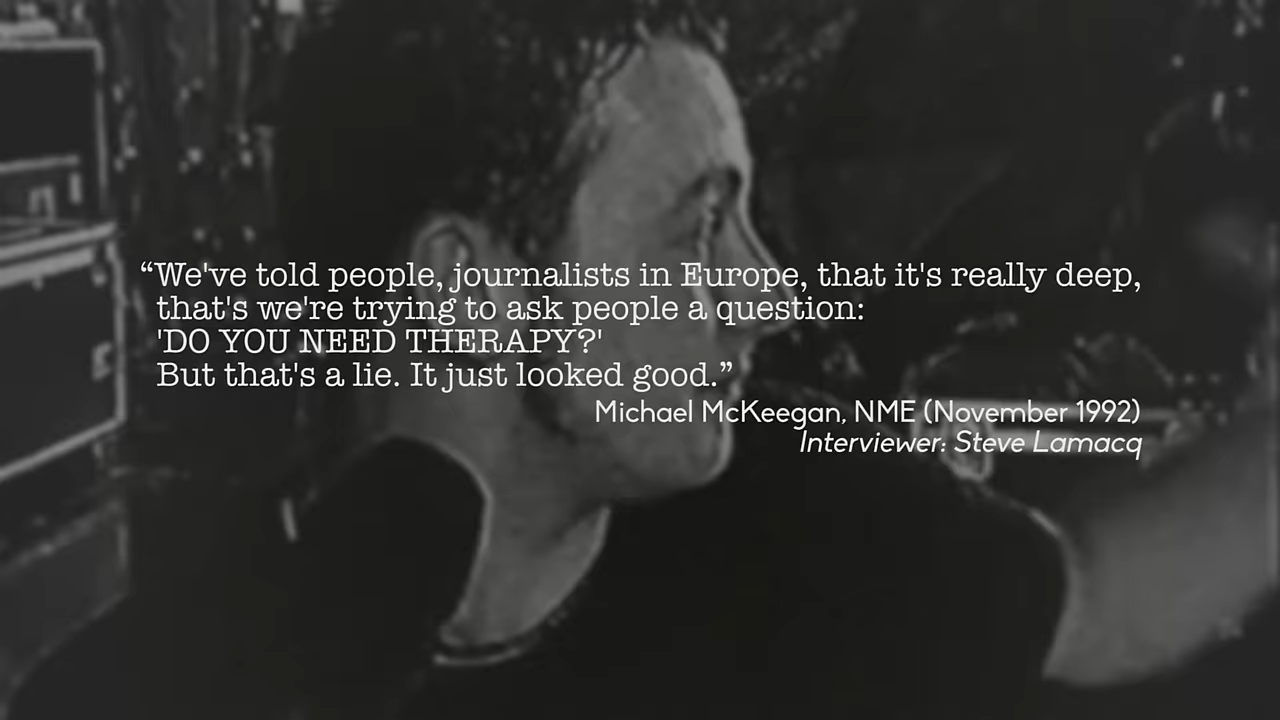 “We've told people, journalists in Europe, that it's really deep,
that's we're trying to ask people a question:
'DO YOU NEED THERAPY?'
But that's a lie. It just looked good.”
Michael McKeegan, NME (November 1992)
Interviewer: Steve Lamacq